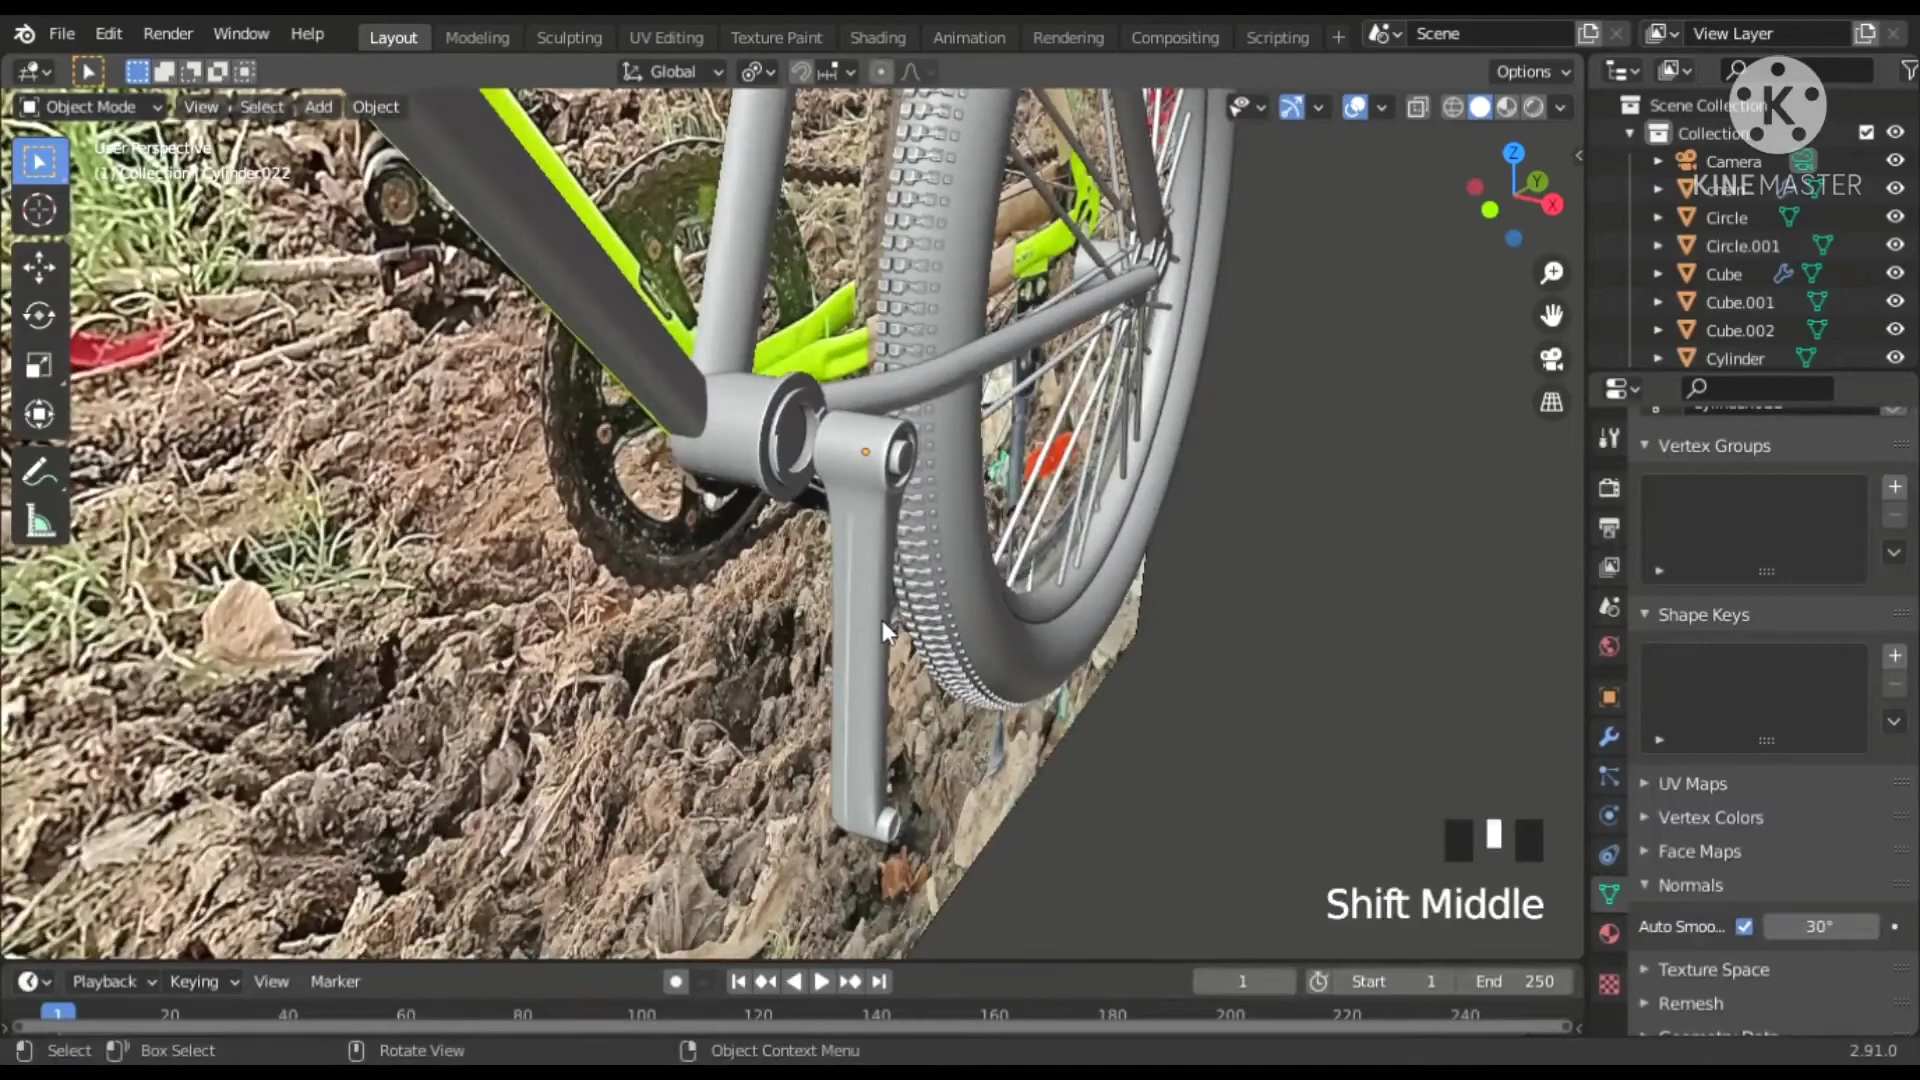 File Edit Render Window Help Layout Modeling Sculpting UV Editing Texture Paint Shading Animation Rendering Compositing Scripting + Scene View Layer
Global Options
Object Mode View Select Add Object
User Perspective
(1) Collection | Cylinder022
Z
Y
X
Scene Collection
Collection
Camera
chain
Circle
Circle.001
Cube
Cube.001
Cube.002
Cylinder
K
KINEMASTER
Vertex Groups
Shape Keys
UV Maps
Vertex Colors
Face Maps
Normals
Auto Smoo... 30°
Texture Space
Remesh
Shift Middle
Playback Keying View Marker 1 Start 1 End 250
1 20 40 60 80 100 120 140 160 180 200 220 240
Select Box Select Rotate View Object Context Menu 2.91.0